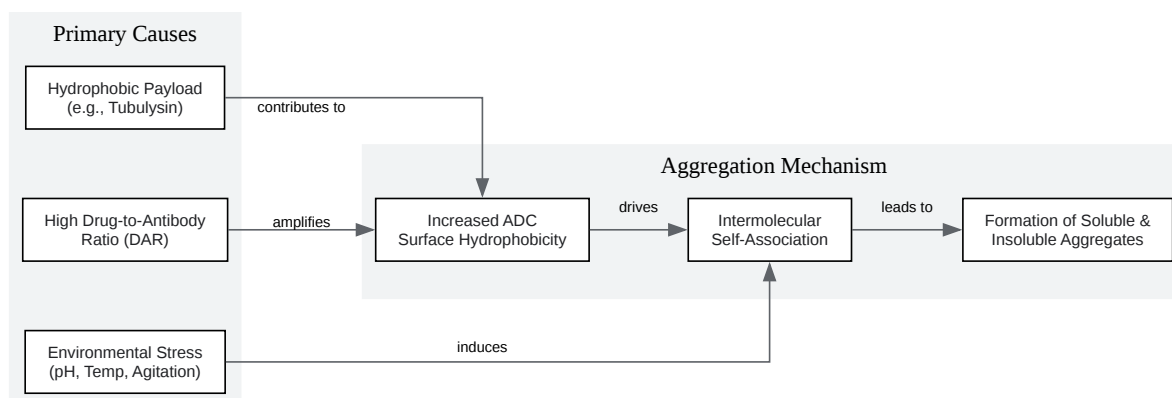 Primary Causes
Hydrophobic Payload
(e.g., Tubulysin)
contributes to
Aggregation Mechanism
High Drug-to-Antibody
Ratio (DAR)
amplifies
Increased ADC
Surface Hydrophobicity
drives
Intermolecular
Self-Association
leads to
Formation of Soluble &
Insoluble Aggregates
Environmental Stress
(pH, Temp, Agitation)
induces